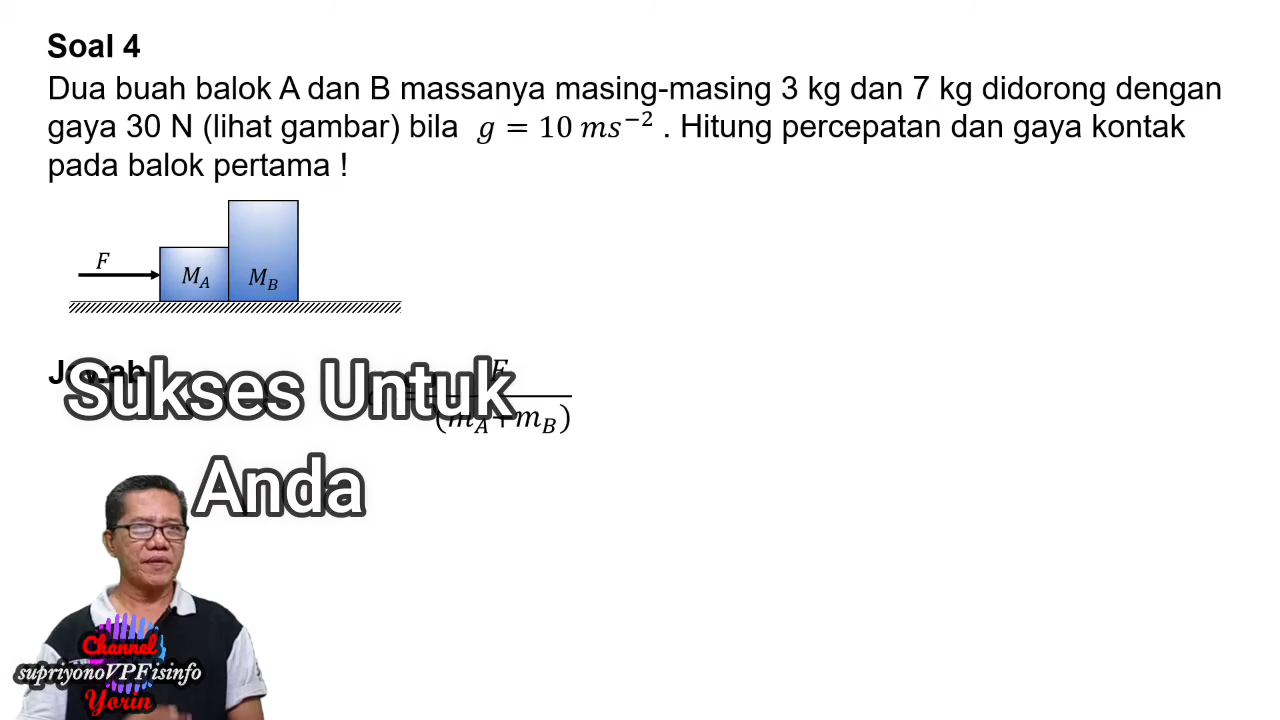 Soal 4
Dua buah balok A dan B massanya masing-masing 3 kg dan 7 kg didorong dengan
gaya 30 N (lihat gambar) bila g = 10 ms⁻² . Hitung percepatan dan gaya kontak
pada balok pertama !
F
M_A M_B
F
(m_A+m_B)
Sukses Untuk
Anda
Channel
supriyonoVPFisinfo
Yorin